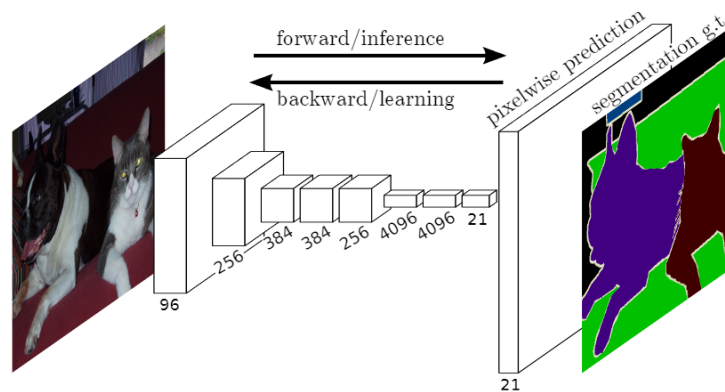 forward/inference
backward/learning
pixelwise prediction
segmentation g.t.
96
256
384
384
256
4096
4096
21
21